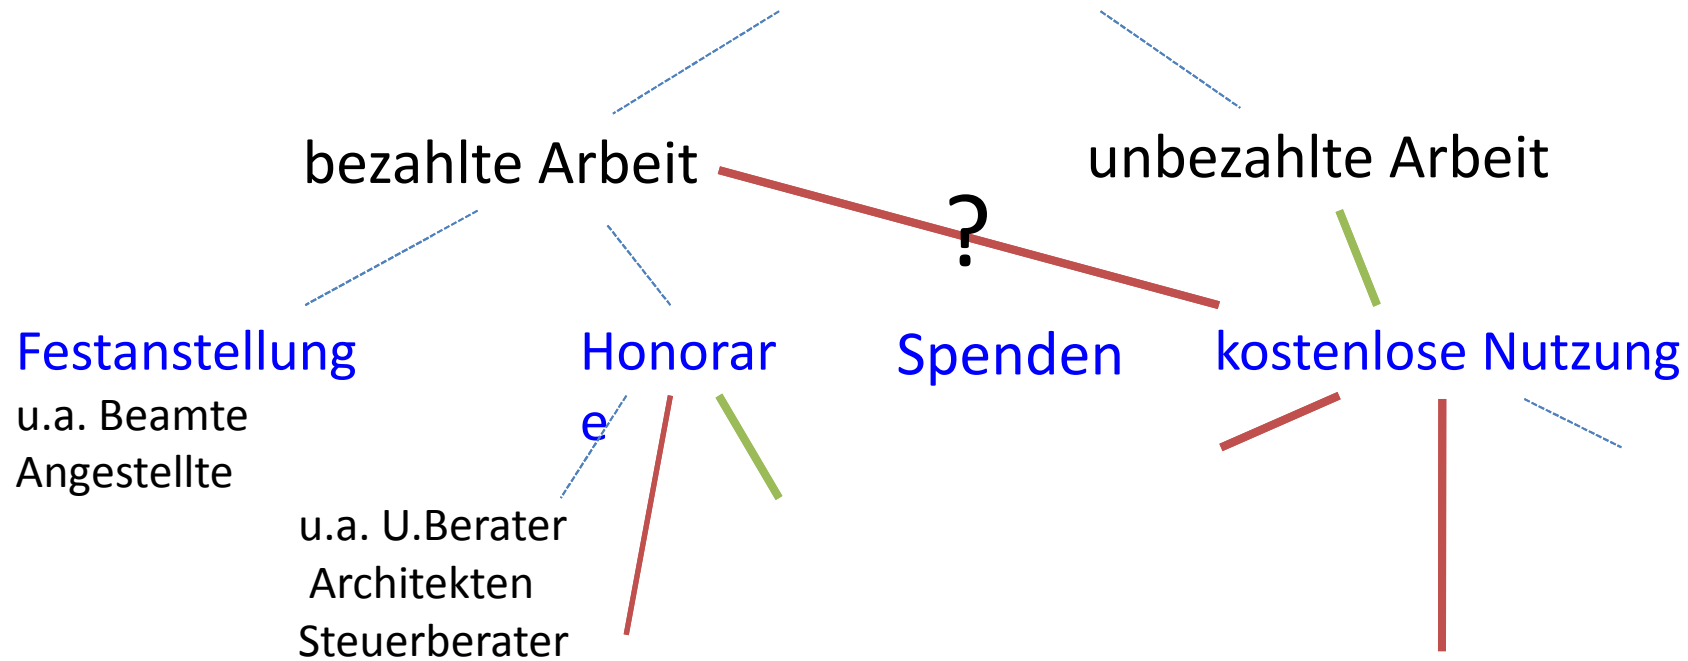 bezahlte Arbeit
unbezahlte Arbeit
?
Festanstellung
u.a. Beamte
Angestellte
Honorar
e
Spenden
kostenlose Nutzung
u.a. U.Berater
Architekten
Steuerberater